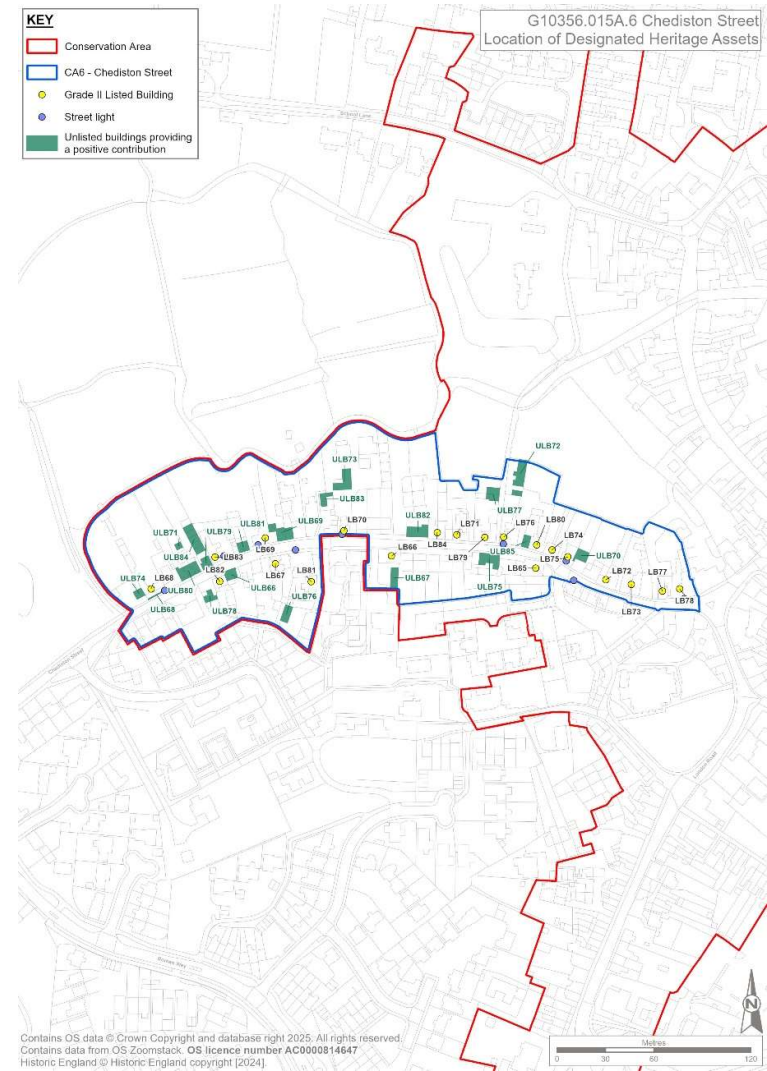 KEY
Conservation Area
CA6 - Chediston Street
Grade II Listed Building
Street light
Unlisted buildings providing
a positive contribution
G10356.015A.6 Chediston Street
Location of Designated Heritage Assets
ULB72
ULB73
ULB83
ULB77
ULB82
LB71
LB76
LB80
LB74
ULB71
ULB79
ULB81
ULB69
LB70
ULB84
LB83
LB69
LB66
LB84
LB79
ULB85
LB75
ULB70
ULB74
LB68
LB82
LB67
LB81
ULB67
ULB75
LB65
LB72
LB77
ULB80
ULB66
ULB68
ULB78
ULB76
LB73
LB78
Chediston Street
London Road
Metres
0 30 60 120
N
Contains OS data © Crown Copyright and database right 2025. All rights reserved.
Contains data from OS Zoomstack. OS licence number AC0000814647
Historic England © Historic England copyright [2024].